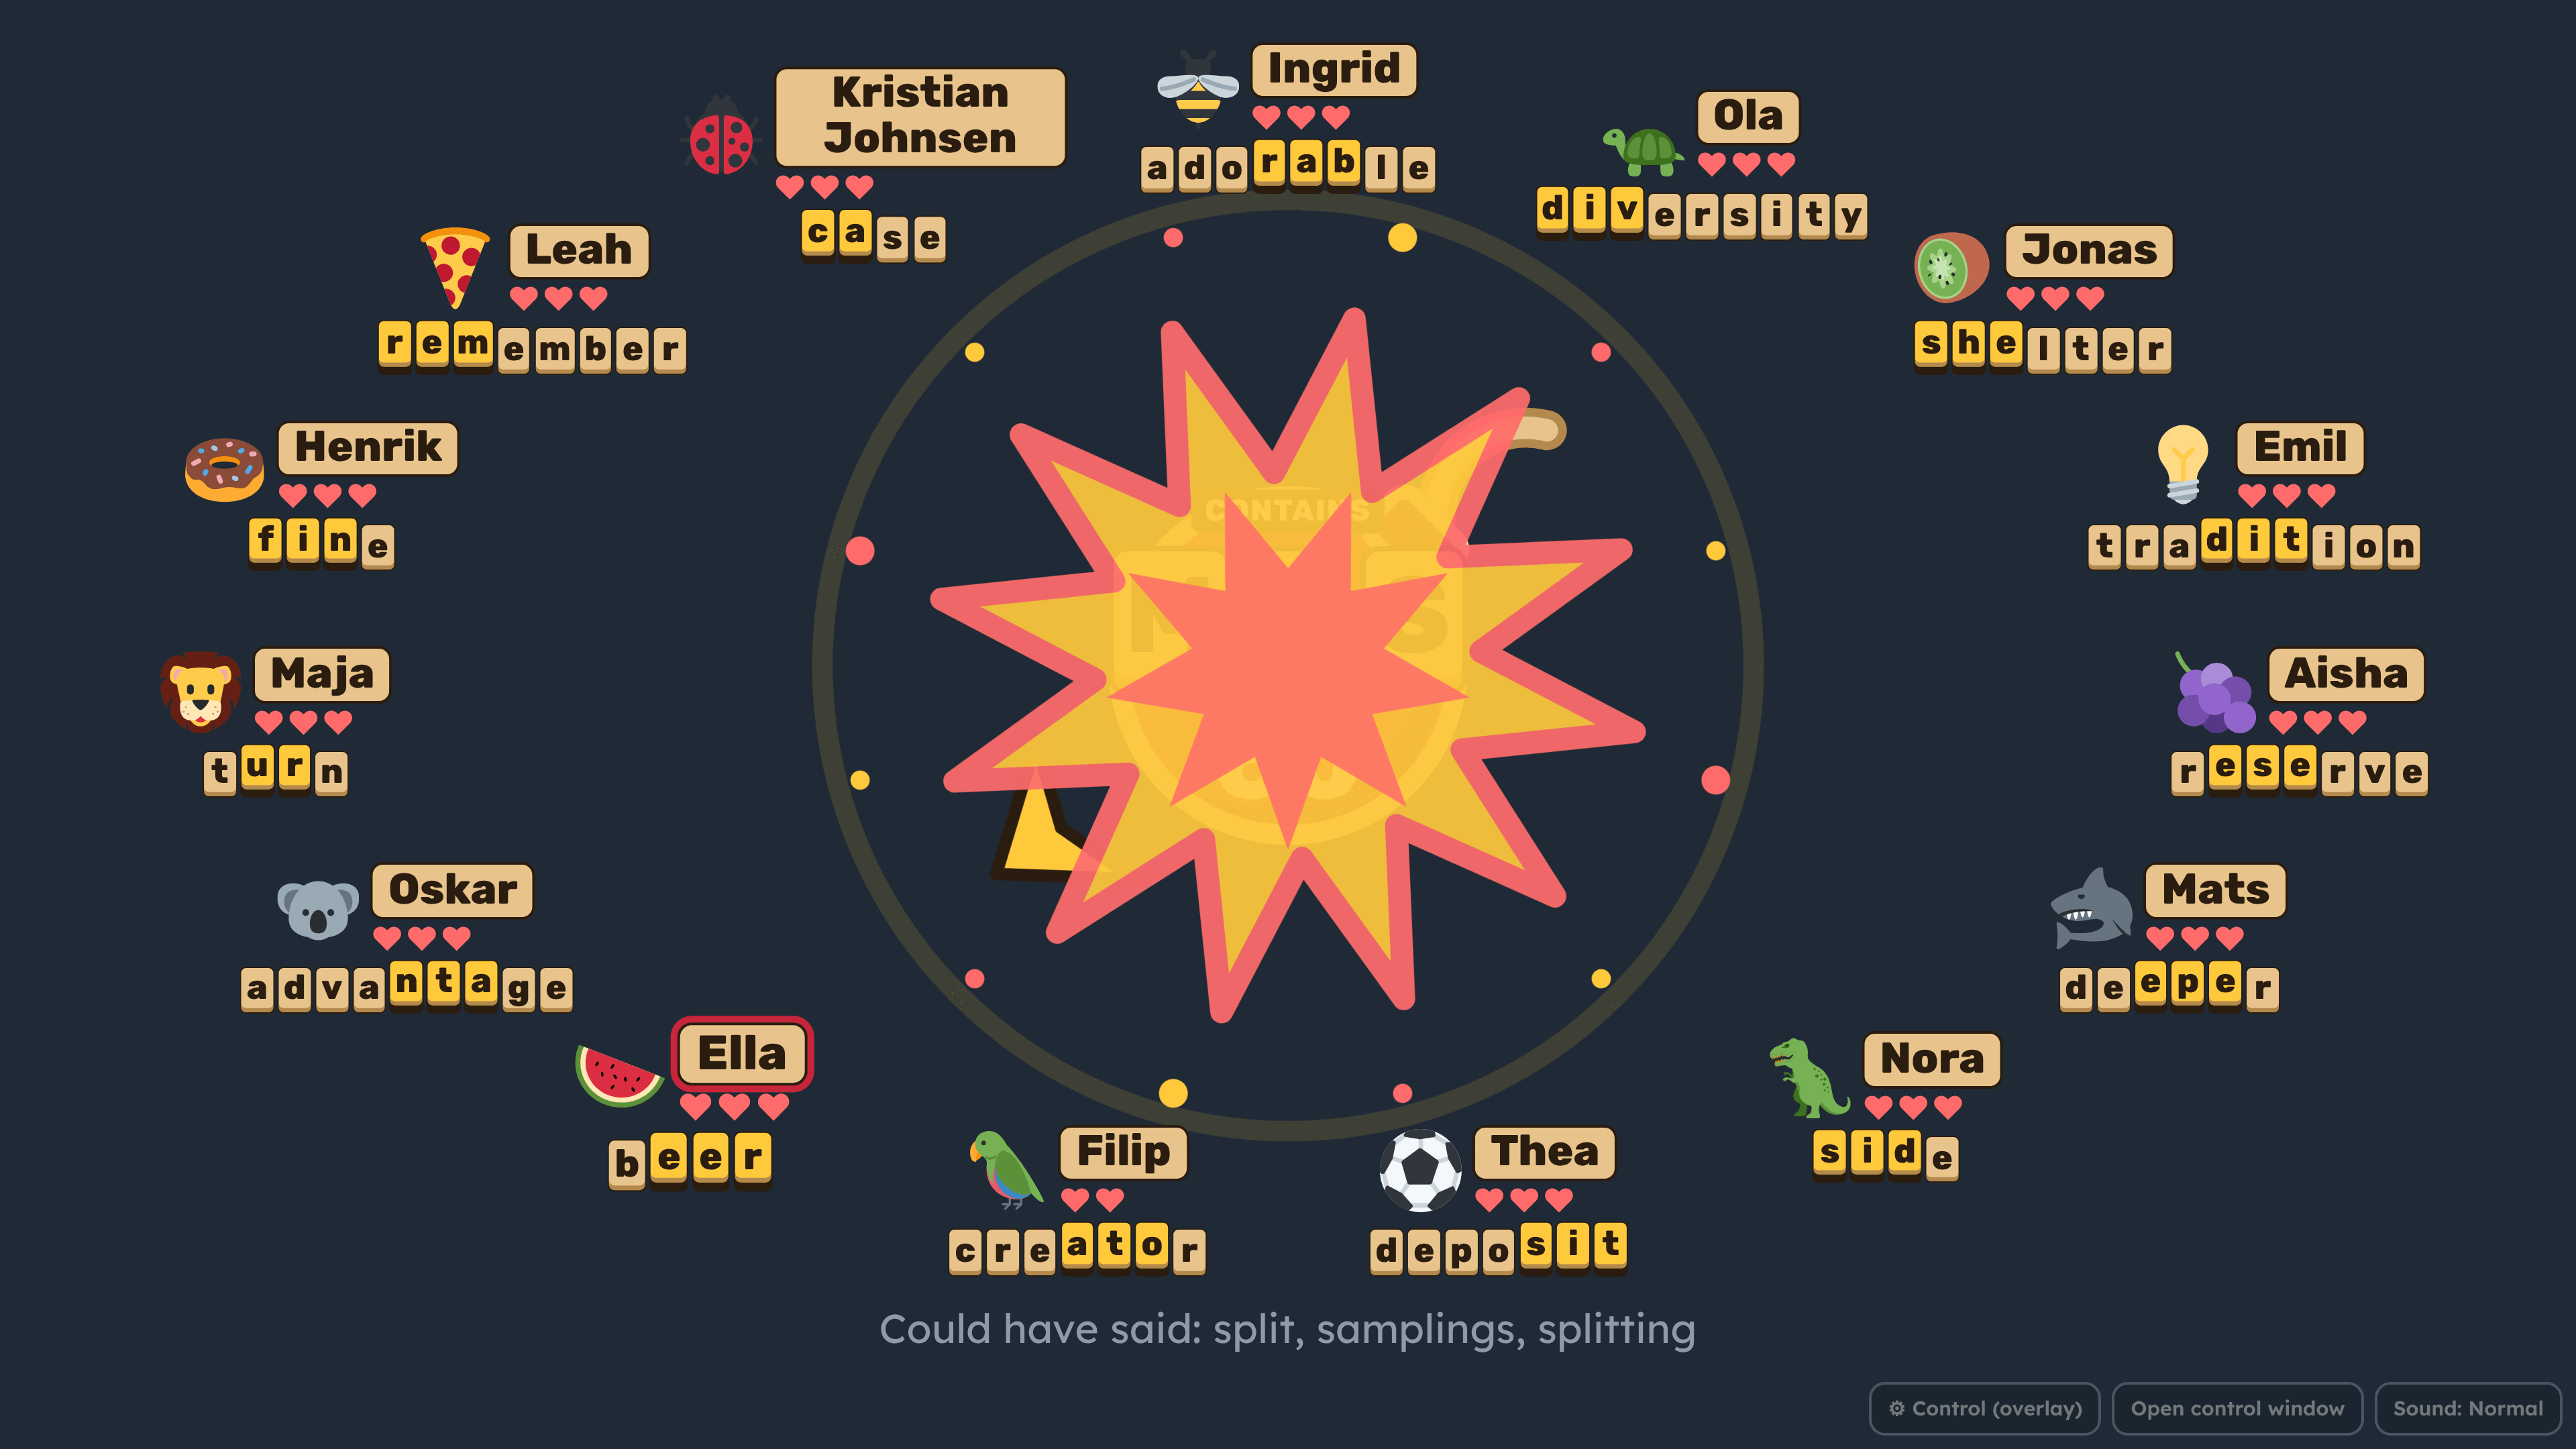 Ingrid
adorable
Kristian
Johnsen
case
Ola
diversity
Leah
remember
Jonas
shelter
Henrik
fine
Emil
tradition
CONTAINS
Maja
turn
Aisha
reserve
Oskar
advantage
Mats
deeper
Ella
beer
Nora
side
Filip
creator
Thea
deposit
Could have said: split, samplings, splitting
⚙ Control (overlay)
Open control window
Sound: Normal